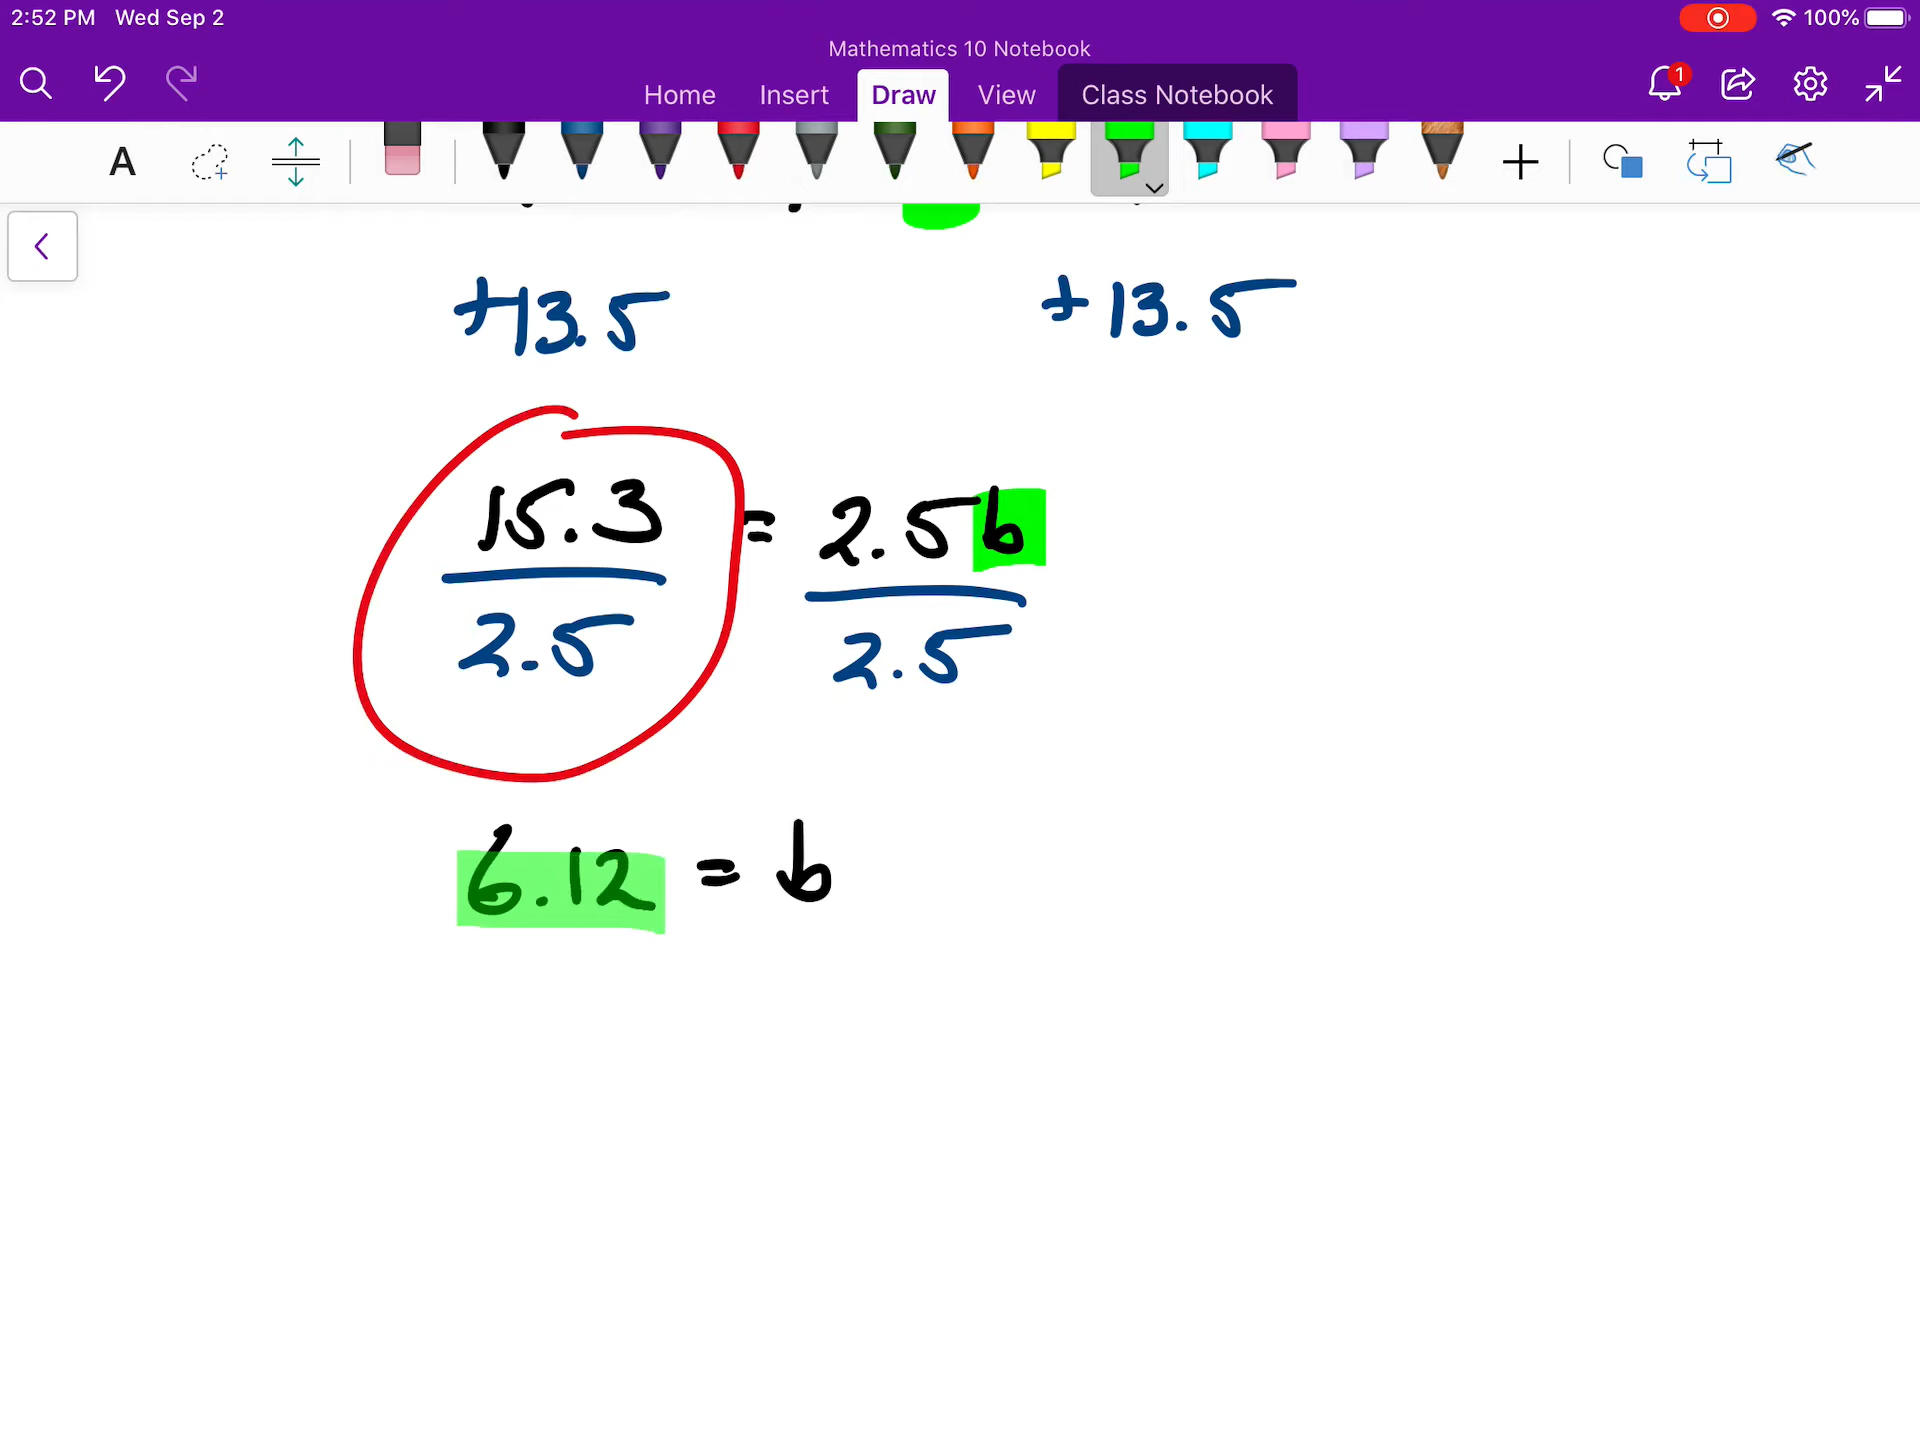 2:52 PM Wed Sep 2 100%
Mathematics 10 Notebook
Home Insert Draw View Class Notebook 1
A
+13.5 +13.5
15.3 = 2.5b
2.5 2.5
6.12 = b